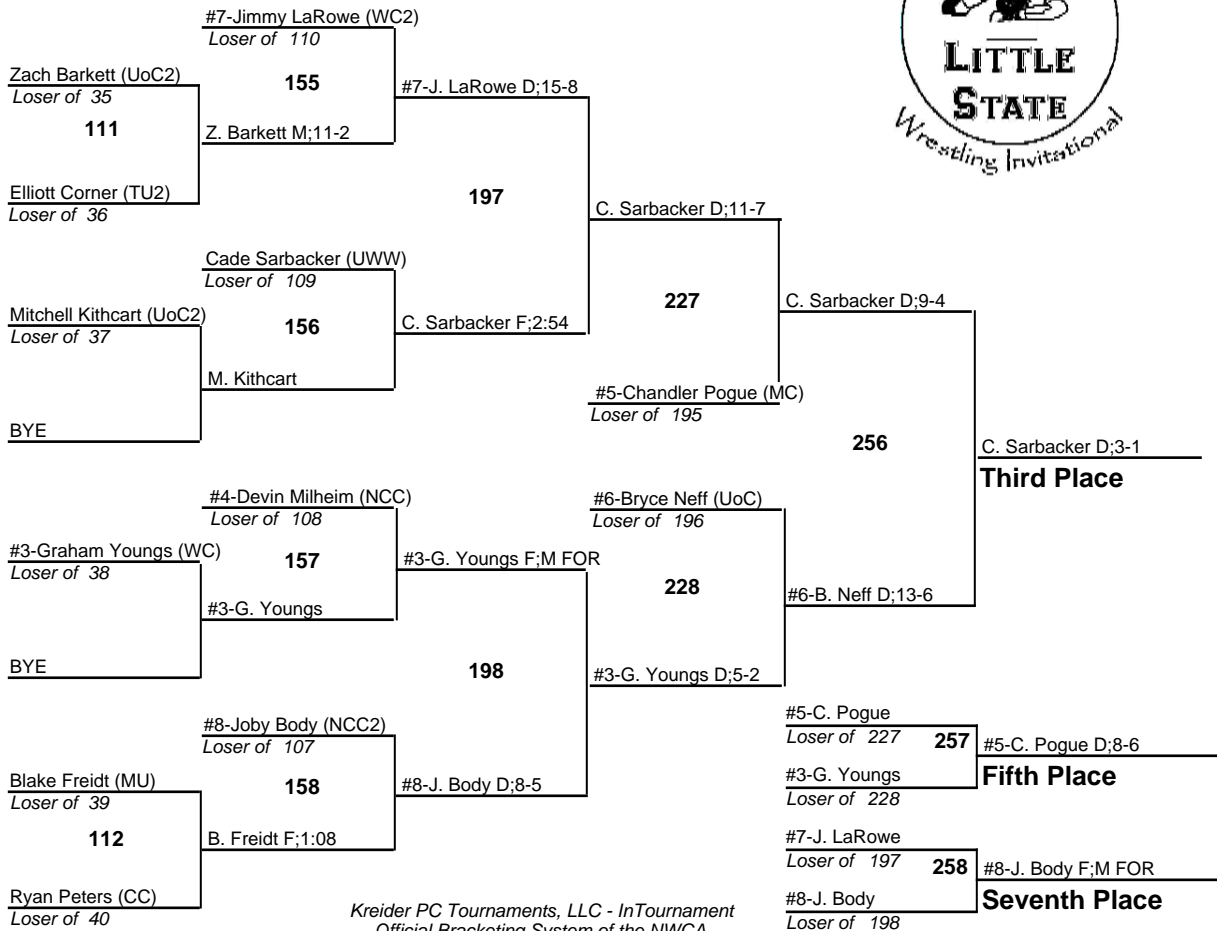 #7-Jimmy LaRowe (WC2)
Loser of 110
LITTLE
STATE
Wrestling Invitational
Zach Barkett (UoC2)
Loser of 35
155
#7-J. LaRowe D;15-8
111
Z. Barkett M;11-2
Elliott Corner (TU2)
Loser of 36
197
C. Sarbacker D;11-7
Cade Sarbacker (UWW)
Loser of 109
Mitchell Kithcart (UoC2)
Loser of 37
156
C. Sarbacker F;2:54
227
C. Sarbacker D;9-4
M. Kithcart
#5-Chandler Pogue (MC)
Loser of 195
BYE
256
C. Sarbacker D;3-1
Third Place
#4-Devin Milheim (NCC)
Loser of 108
#6-Bryce Neff (UoC)
Loser of 196
#3-Graham Youngs (WC)
Loser of 38
157
#3-G. Youngs F;M FOR
228
#6-B. Neff D;13-6
#3-G. Youngs
BYE
198
#3-G. Youngs D;5-2
#8-Joby Body (NCC2)
Loser of 107
#5-C. Pogue
Loser of 227
257
#5-C. Pogue D;8-6
Fifth Place
#3-G. Youngs
Loser of 228
Blake Freidt (MU)
Loser of 39
158
#8-J. Body D;8-5
112
B. Freidt F;1:08
#7-J. LaRowe
Loser of 197
258
#8-J. Body F;M FOR
Seventh Place
#8-J. Body
Loser of 198
Ryan Peters (CC)
Loser of 40
Kreider PC Tournaments, LLC - InTournament
Official Bracketing System of the NWCA